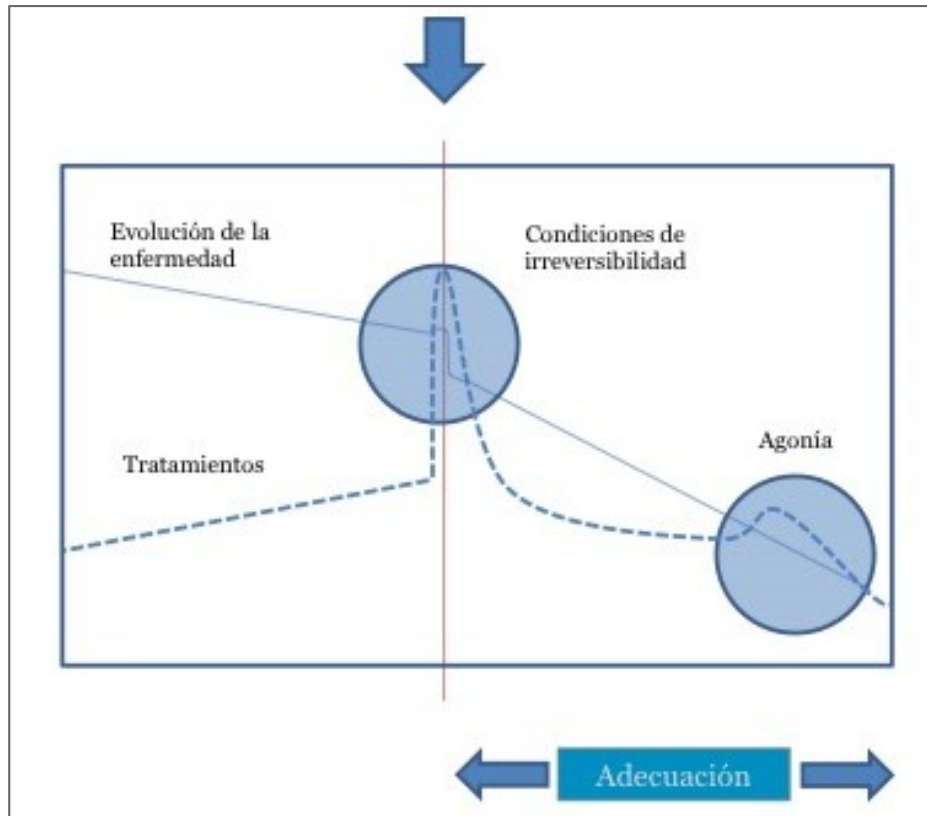 Evolución de la
enfermedad
Condiciones de
irreversibilidad
Tratamientos
Agonía
Adecuación